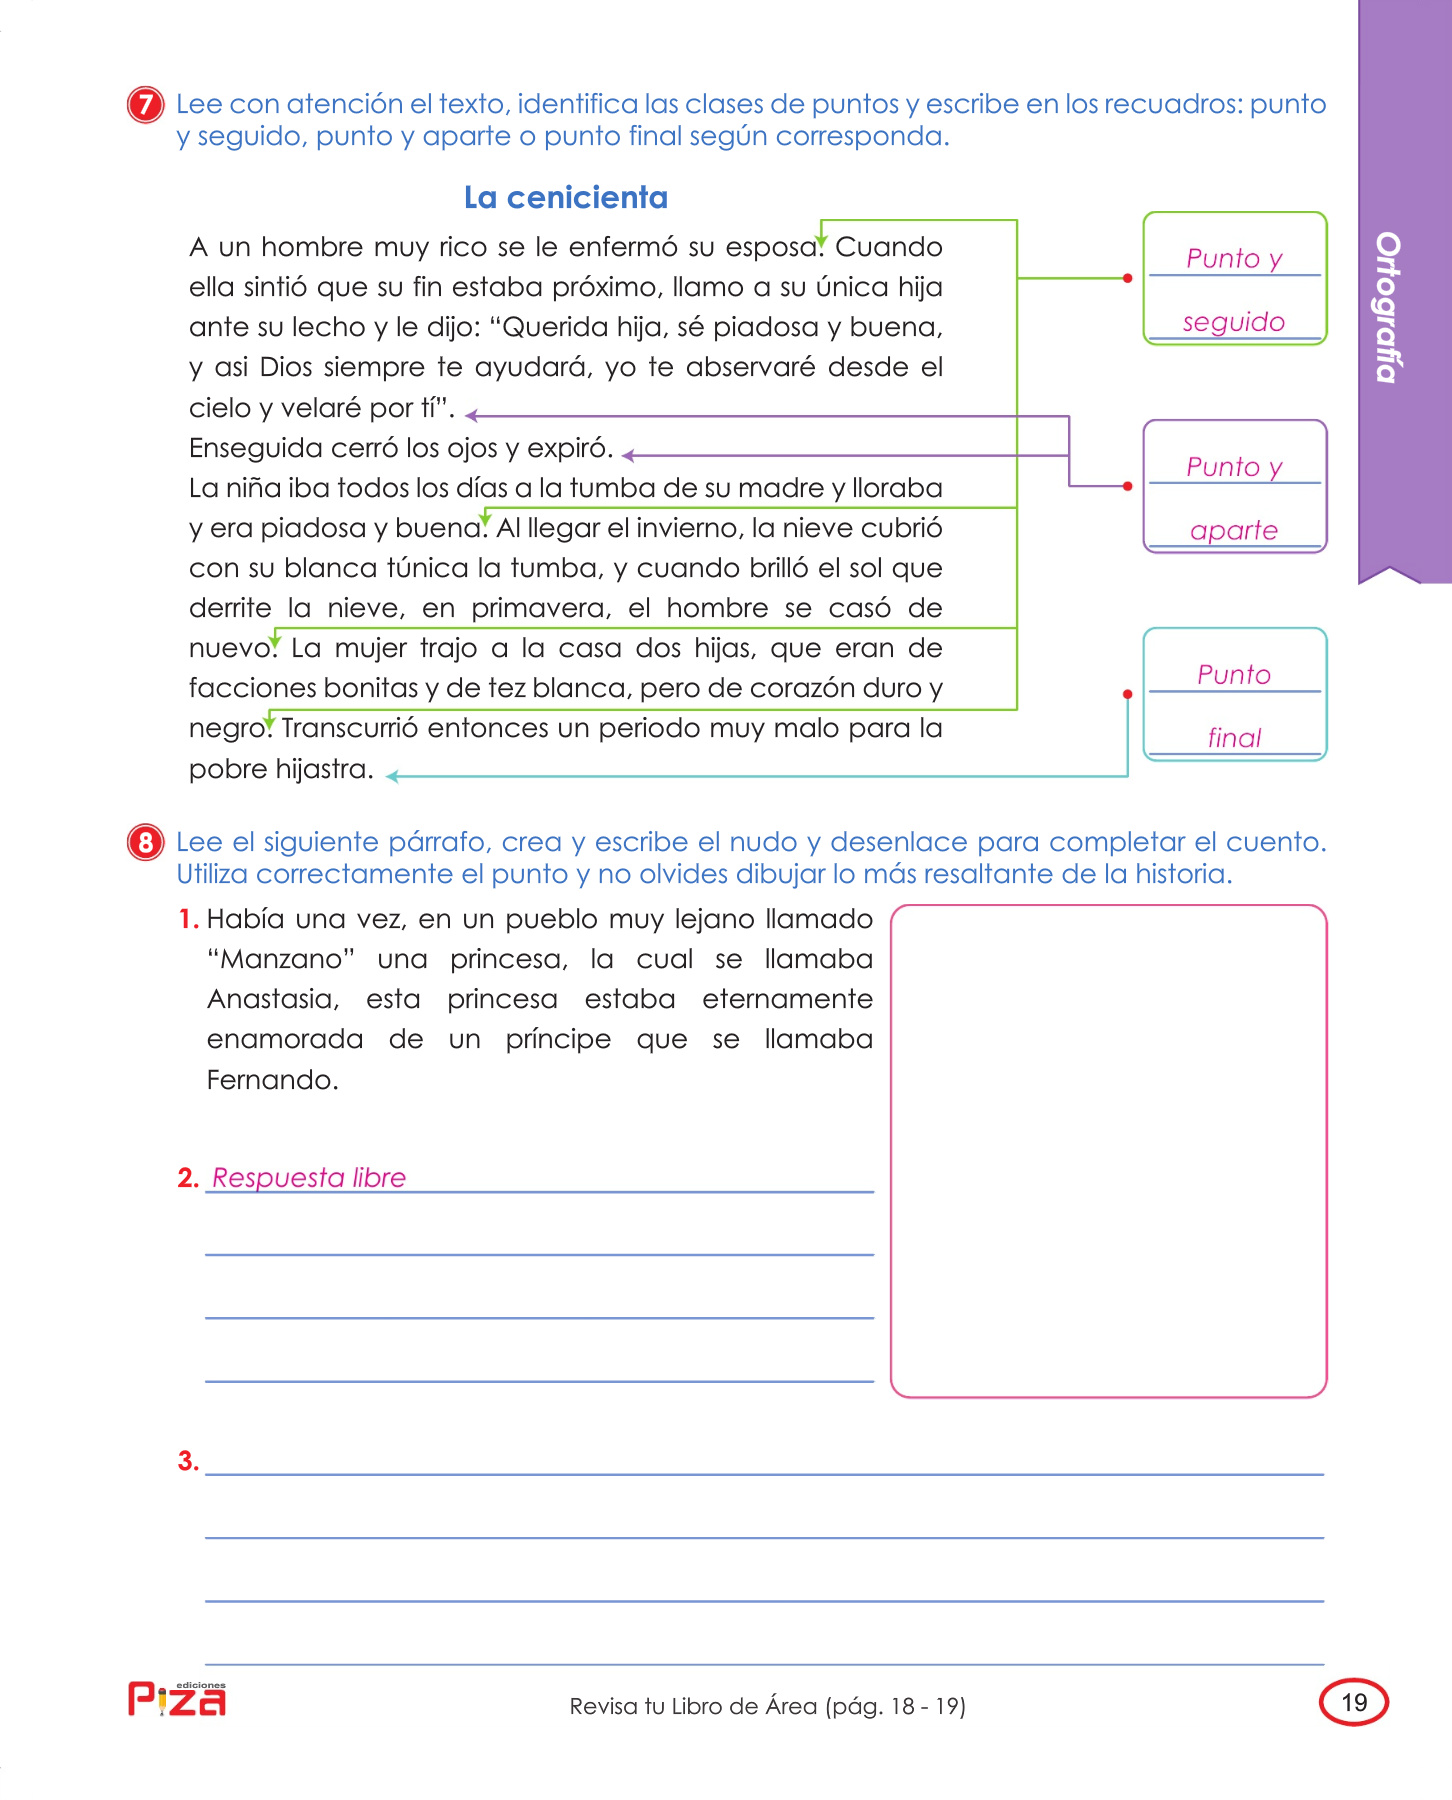 7 Lee con atención el texto, identifica las clases de puntos y escribe en los recuadros: punto
y seguido, punto y aparte o punto final según corresponda.
La cenicienta
A un hombre muy rico se le enfermó su esposa. Cuando
ella sintió que su fin estaba próximo, llamo a su única hija
ante su lecho y le dijo: “Querida hija, sé piadosa y buena,
y asi Dios siempre te ayudará, yo te abservaré desde el
cielo y velaré por tí”.
Enseguida cerró los ojos y expiró.
La niña iba todos los días a la tumba de su madre y lloraba
y era piadosa y buena. Al llegar el invierno, la nieve cubrió
con su blanca túnica la tumba, y cuando brilló el sol que
derrite la nieve, en primavera, el hombre se casó de
nuevo. La mujer trajo a la casa dos hijas, que eran de
facciones bonitas y de tez blanca, pero de corazón duro y
negro. Transcurrió entonces un periodo muy malo para la
pobre hijastra.
Punto y
seguido
Punto y
aparte
Punto
final
Ortografía
8 Lee el siguiente párrafo, crea y escribe el nudo y desenlace para completar el cuento.
Utiliza correctamente el punto y no olvides dibujar lo más resaltante de la historia.
1. Había una vez, en un pueblo muy lejano llamado
“Manzano” una princesa, la cual se llamaba
Anastasia, esta princesa estaba eternamente
enamorada de un príncipe que se llamaba
Fernando.
2. Respuesta libre
3.
ediciones
Piza
Revisa tu Libro de Área (pág. 18 - 19)
19